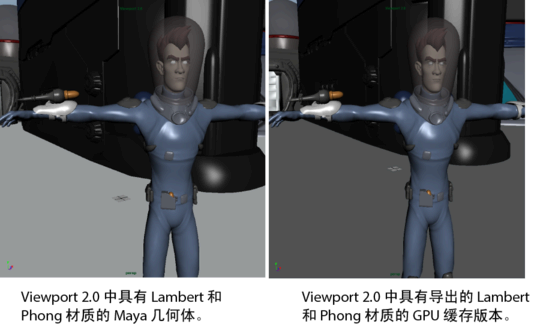 Viewport 2.0 中具有 Lambert 和
Phong 材质的 Maya 几何体。
Viewport 2.0 中具有导出的 Lambert
和 Phong 材质的 GPU 缓存版本。